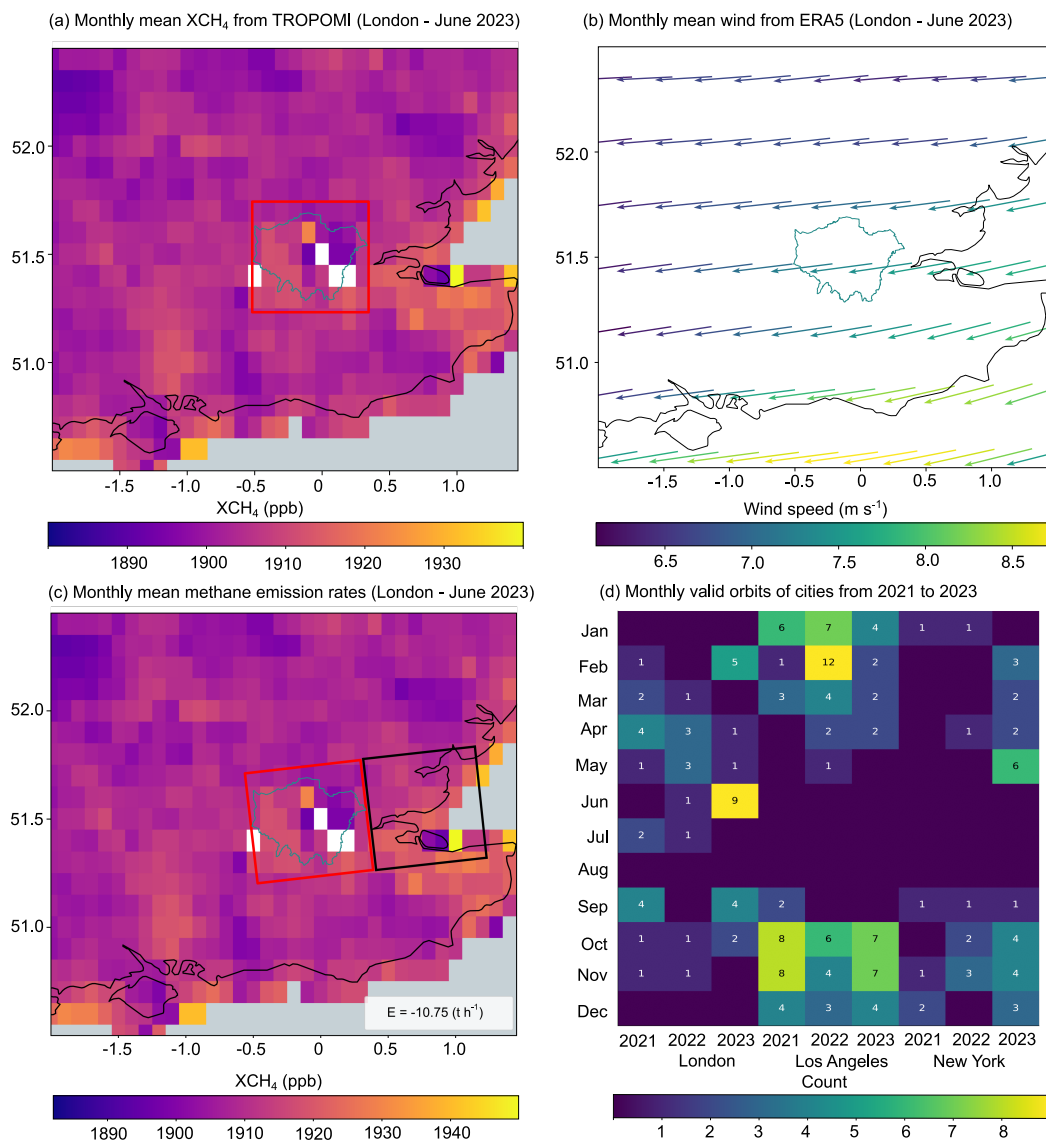 (a) Monthly mean XCH₄ from TROPOMI (London - June 2023)
52.0
51.5
51.0
-1.5 -1.0 -0.5 0 0.5 1.0
XCH₄ (ppb)
1890 1900 1910 1920 1930
(b) Monthly mean wind from ERA5 (London - June 2023)
52.0
51.5
51.0
-1.5 -1.0 -0.5 0 0.5 1.0
Wind speed (m s⁻¹)
6.5 7.0 7.5 8.0 8.5
(c) Monthly mean methane emission rates (London - June 2023)
52.0
51.5
51.0
E = -10.75 (t h⁻¹)
-1.5 -1.0 -0.5 0 0.5 1.0
XCH₄ (ppb)
1890 1900 1910 1920 1930 1940
(d) Monthly valid orbits of cities from 2021 to 2023
Jan 6 7 4 1 1
Feb 1 5 1 12 2 3
Mar 2 1 3 4 2 2
Apr 4 3 1 2 2 1 2
May 1 3 1 1 6
Jun 1 9
Jul 2 1
Aug
Sep 4 4 2 1 1 1
Oct 1 1 2 8 6 7 2 4
Nov 1 1 8 4 7 1 3 4
Dec 4 3 4 2 3
2021 2022 2023 2021 2022 2023 2021 2022 2023
London Los Angeles New York
Count
1 2 3 4 5 6 7 8